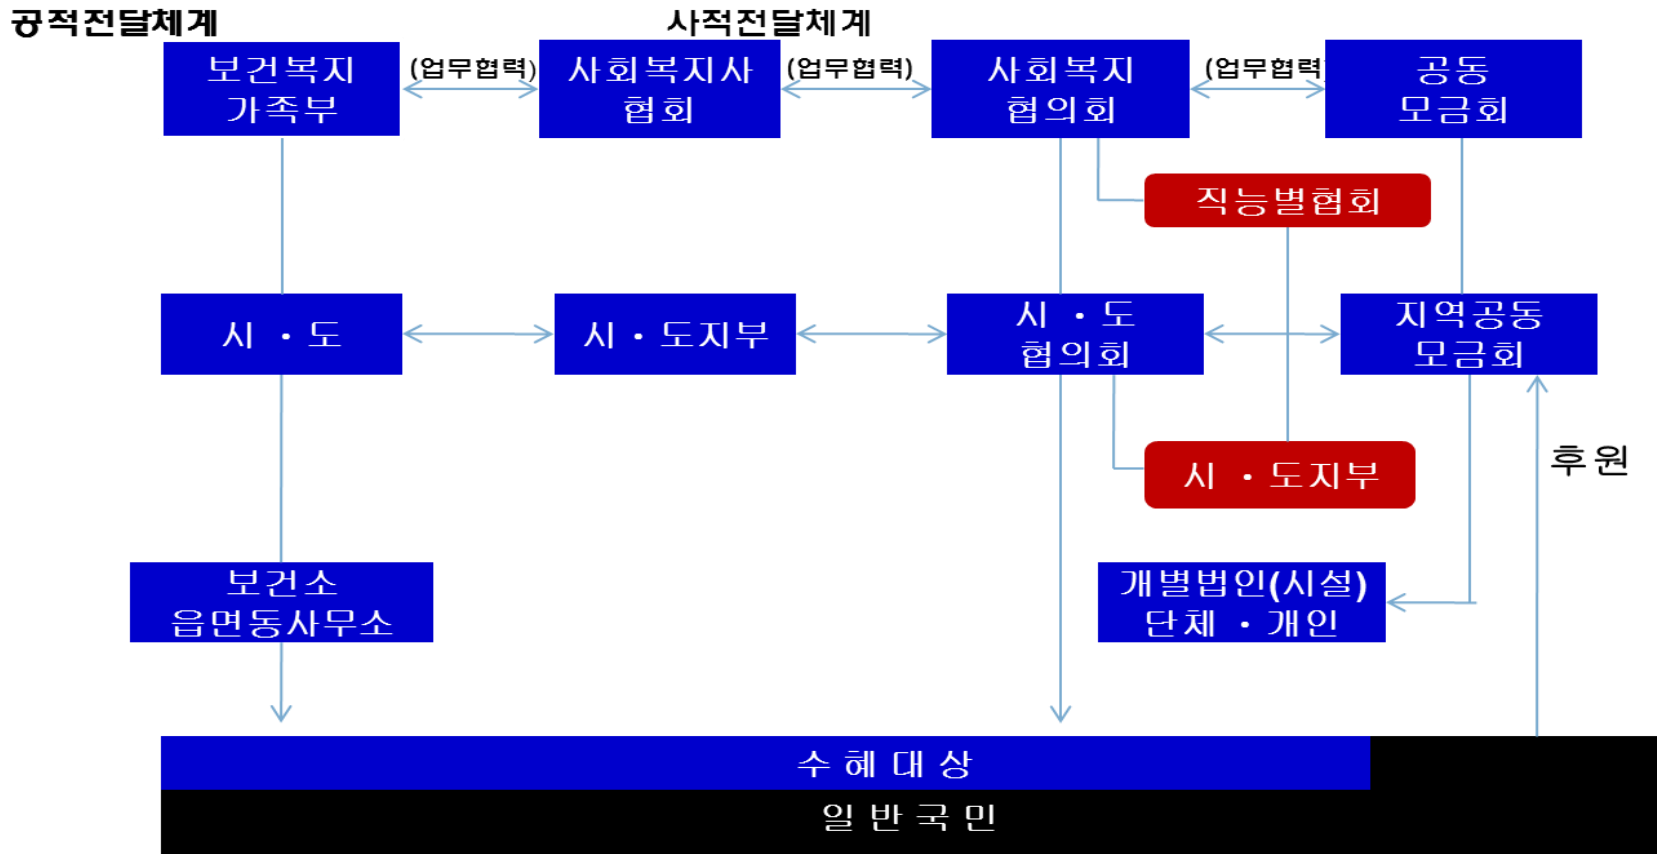 공적전달체계
사적전달체계
보건복지
가족부
(업무협력)
사회복지사
협회
(업무협력)
사회복지
협의회
(업무협력)
공동
모금회
직능별협회
시 · 도
시 · 도지부
시 · 도
협의회
지역공동
모금회
시 · 도지부
후원
보건소
읍면동사무소
개별법인(시설)
단체 · 개인
수 혜 대 상
일 반 국 민